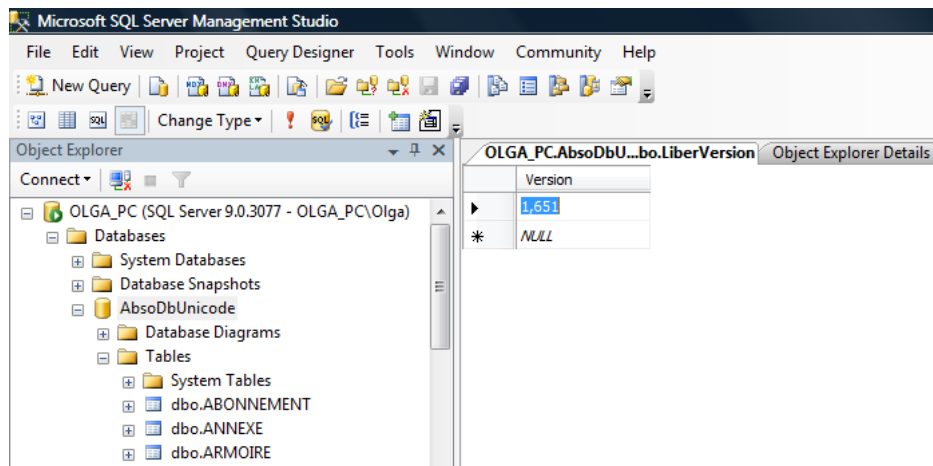 Microsoft SQL Server Management Studio
File Edit View Project Query Designer Tools Window Community Help
New Query
Change Type
Object Explorer
OLGA_PC.AbsoDbU...bo.LiberVersion Object Explorer Details
Connect
Version
OLGA_PC (SQL Server 9.0.3077 - OLGA_PC\Olga)
1,651
Databases
NULL
System Databases
Database Snapshots
AbsoDbUnicode
Database Diagrams
Tables
System Tables
dbo.ABONNEMENT
dbo.ANNEXE
dbo.ARMOIRE